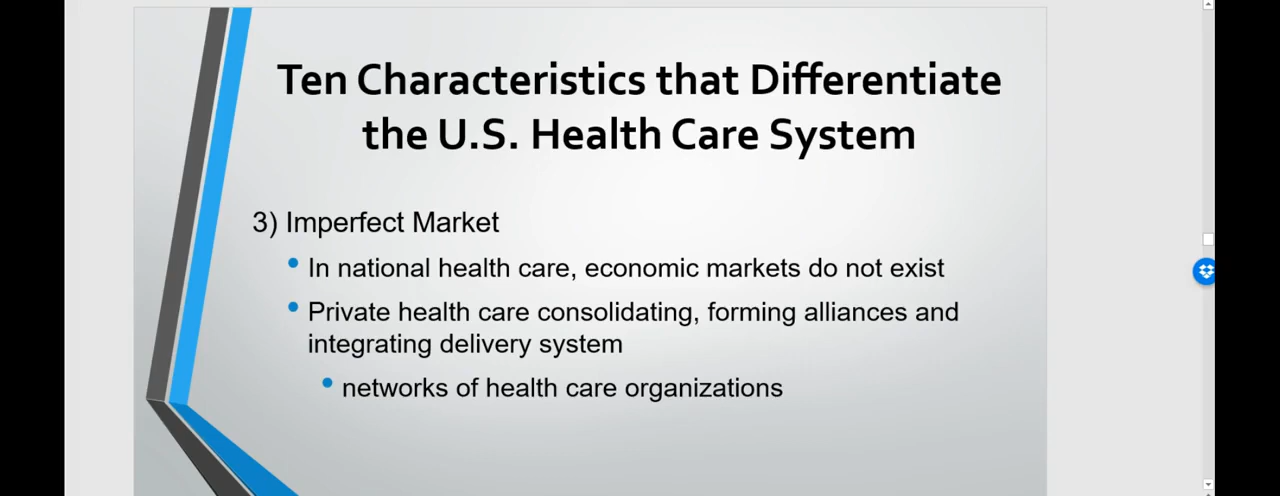 Ten Characteristics that Differentiate
the U.S. Health Care System
3) Imperfect Market
• In national health care, economic markets do not exist
• Private health care consolidating, forming alliances and
integrating delivery system
• networks of health care organizations